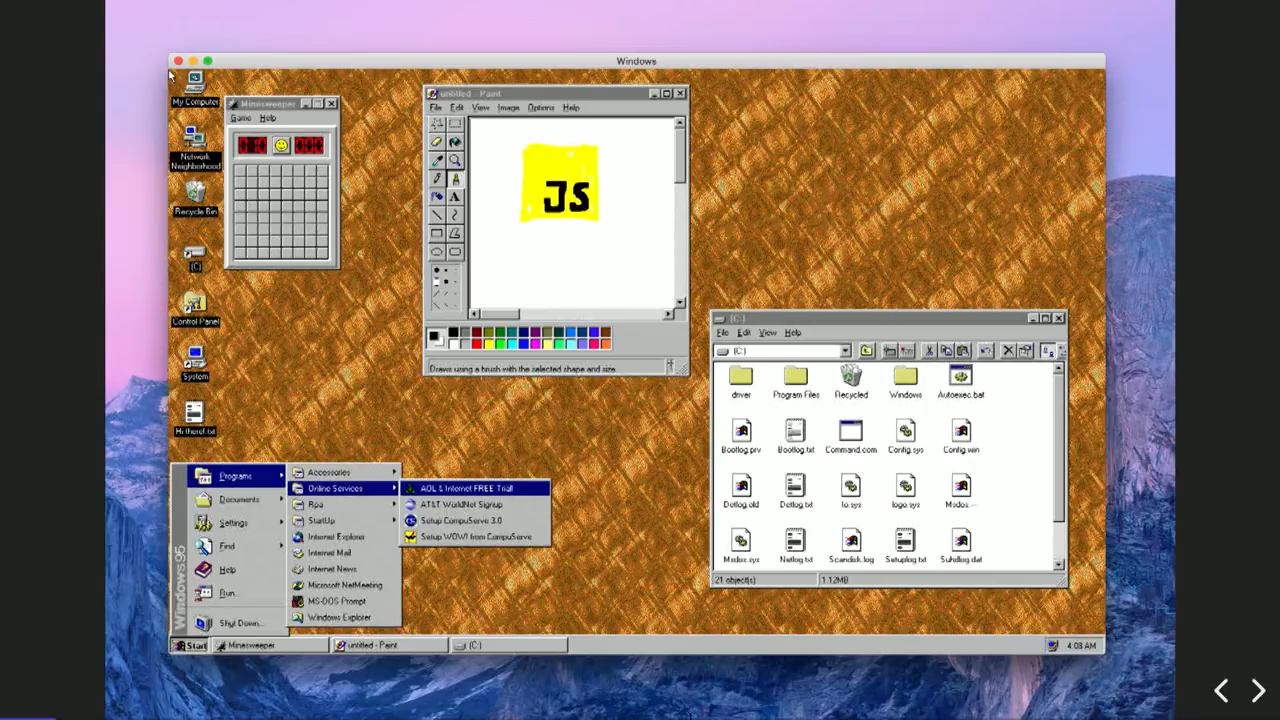 Windows
My Computer
Network
Neighborhood
Recycle Bin
(C)
Control Panel
System
Minesweeper
Game Help
untitled - Paint
File Edit View Image Options Help
A
JS
Draws using a brush with the selected shape and size.
(C:)
File Edit View Help
(C:)
driver Program Files Recycled Windows Autoexec.bat
Bootlog.prv Bootlog.txt Command.com Config.sys Config.win
Detlog.old Detlog.txt Io.sys logo.sys Msdos.---
Msdos.sys Netlog.txt Scandisk.log Setuplog.txt Suhdlog.dat
21 object(s) 1.12MB
Windows95
Programs
Documents
Settings
Find
Help
Run...
Shut Down...
Accessories
Online Services
Rpa
StartUp
Internet Explorer
Internet Mail
Internet News
Microsoft NetMeeting
MS-DOS Prompt
Windows Explorer
AOL & Internet FREE Trial!
AT&T WorldNet Signup
Setup CompuServe 3.0
Setup WOW! from CompuServe
Start Minesweeper untitled - Paint (C:) 4:03 AM